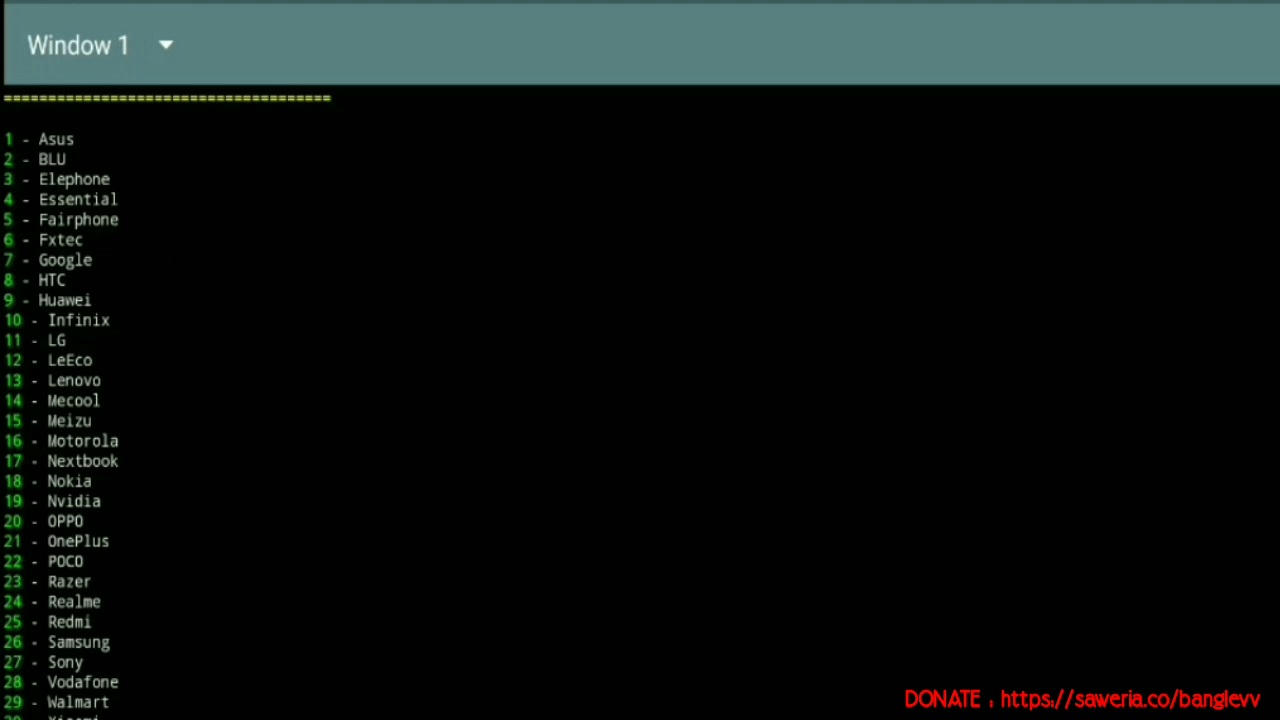 Window 1
=====================================
1 - Asus
2 - BLU
3 - Elephone
4 - Essential
5 - Fairphone
6 - Fxtec
7 - Google
8 - HTC
9 - Huawei
10 - Infinix
11 - LG
12 - LeEco
13 - Lenovo
14 - Mecool
15 - Meizu
16 - Motorola
17 - Nextbook
18 - Nokia
19 - Nvidia
20 - OPPO
21 - OnePlus
22 - POCO
23 - Razer
24 - Realme
25 - Redmi
26 - Samsung
27 - Sony
28 - Vodafone
29 - Walmart
DONATE : https://saweria.co/banglevv